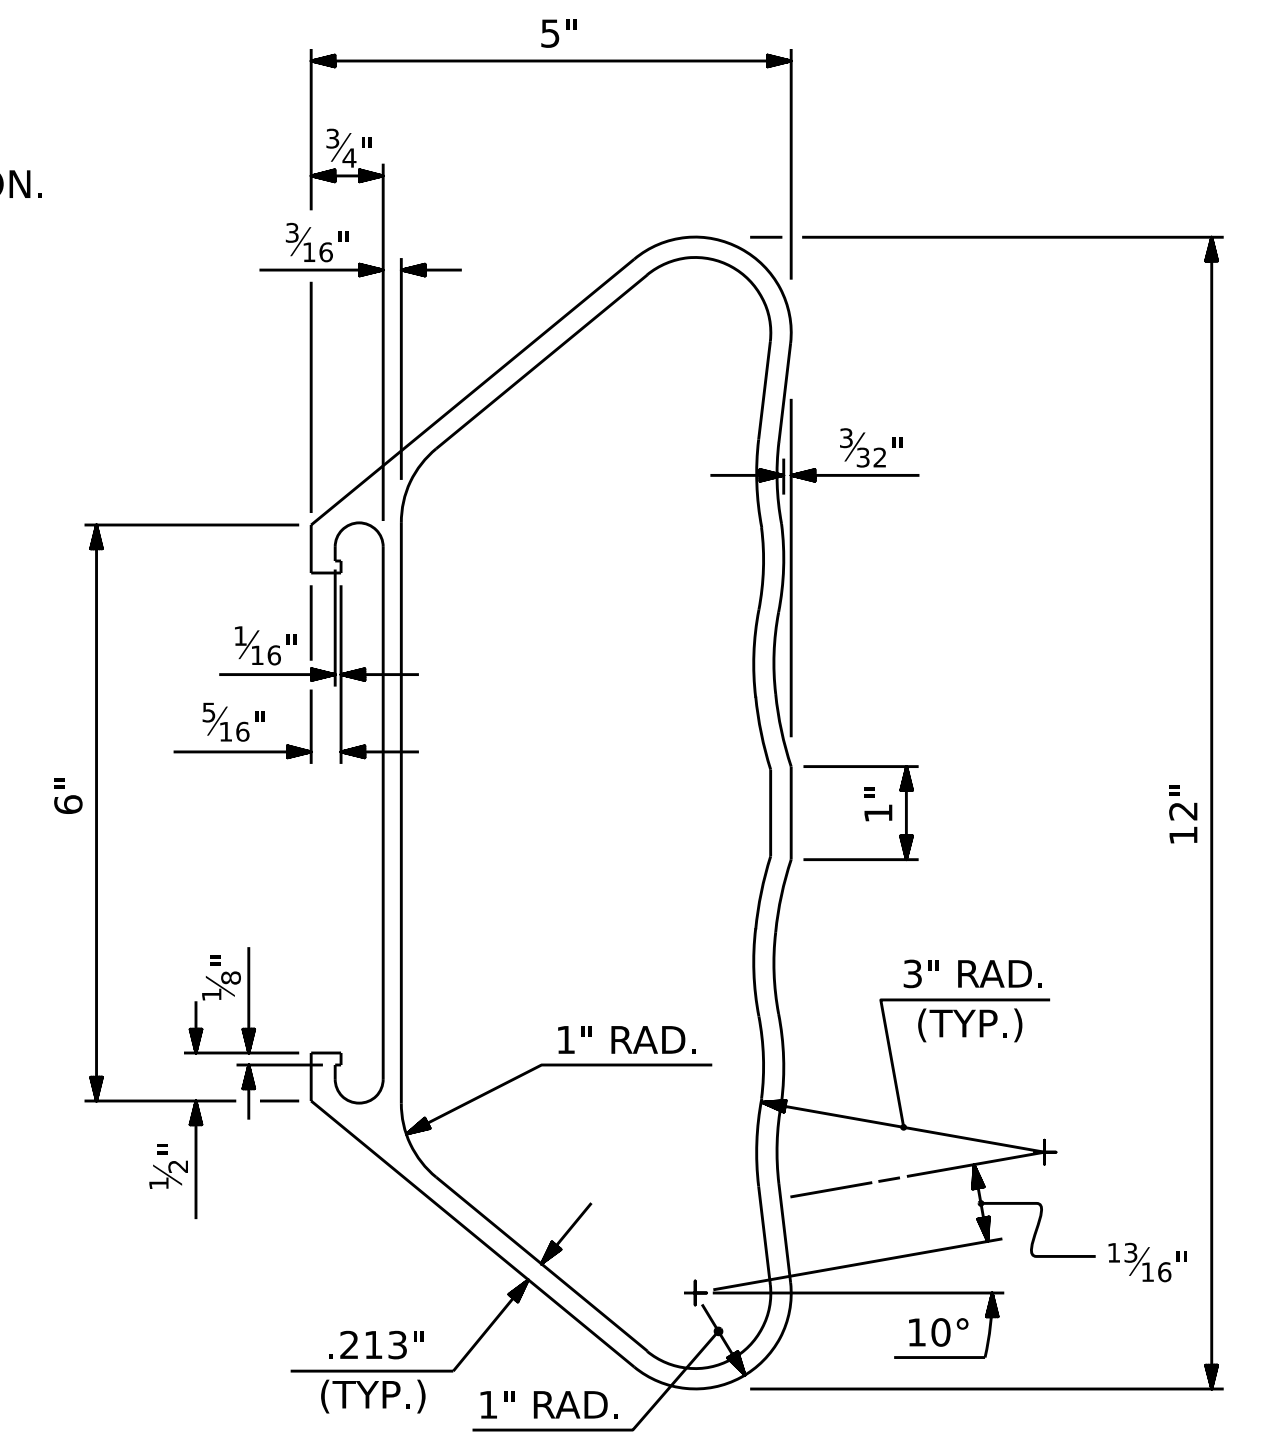 5"
3⁄4"
ON.
3⁄16"
3⁄32"
1⁄16"
5⁄16"
6"
1"
12"
1⁄8"
3" RAD.
(TYP.)
1" RAD.
1⁄2"
13⁄16"
10°
.213"
(TYP.)
1" RAD.